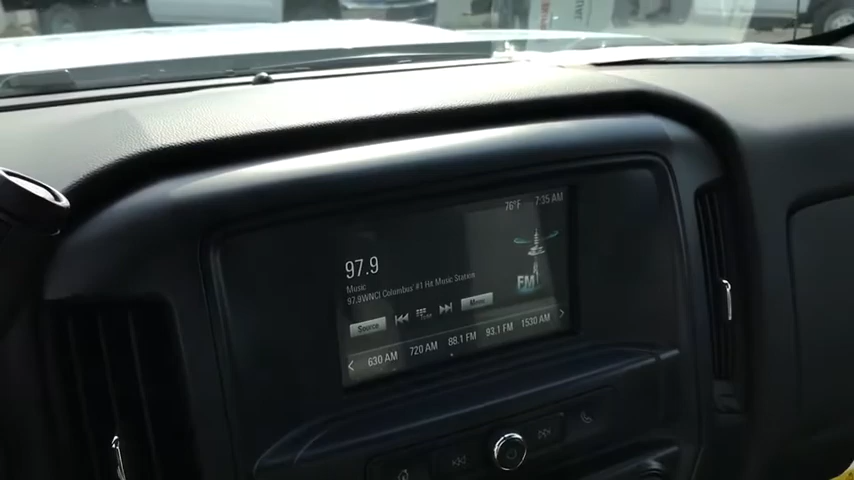 76°F 7:35 AM
97.9
Music
97.9WNCI Columbus' #1 Hit Music Station
FM
Source
Menu
630 AM 720 AM 88.1 FM 93.1 FM 1530 AM